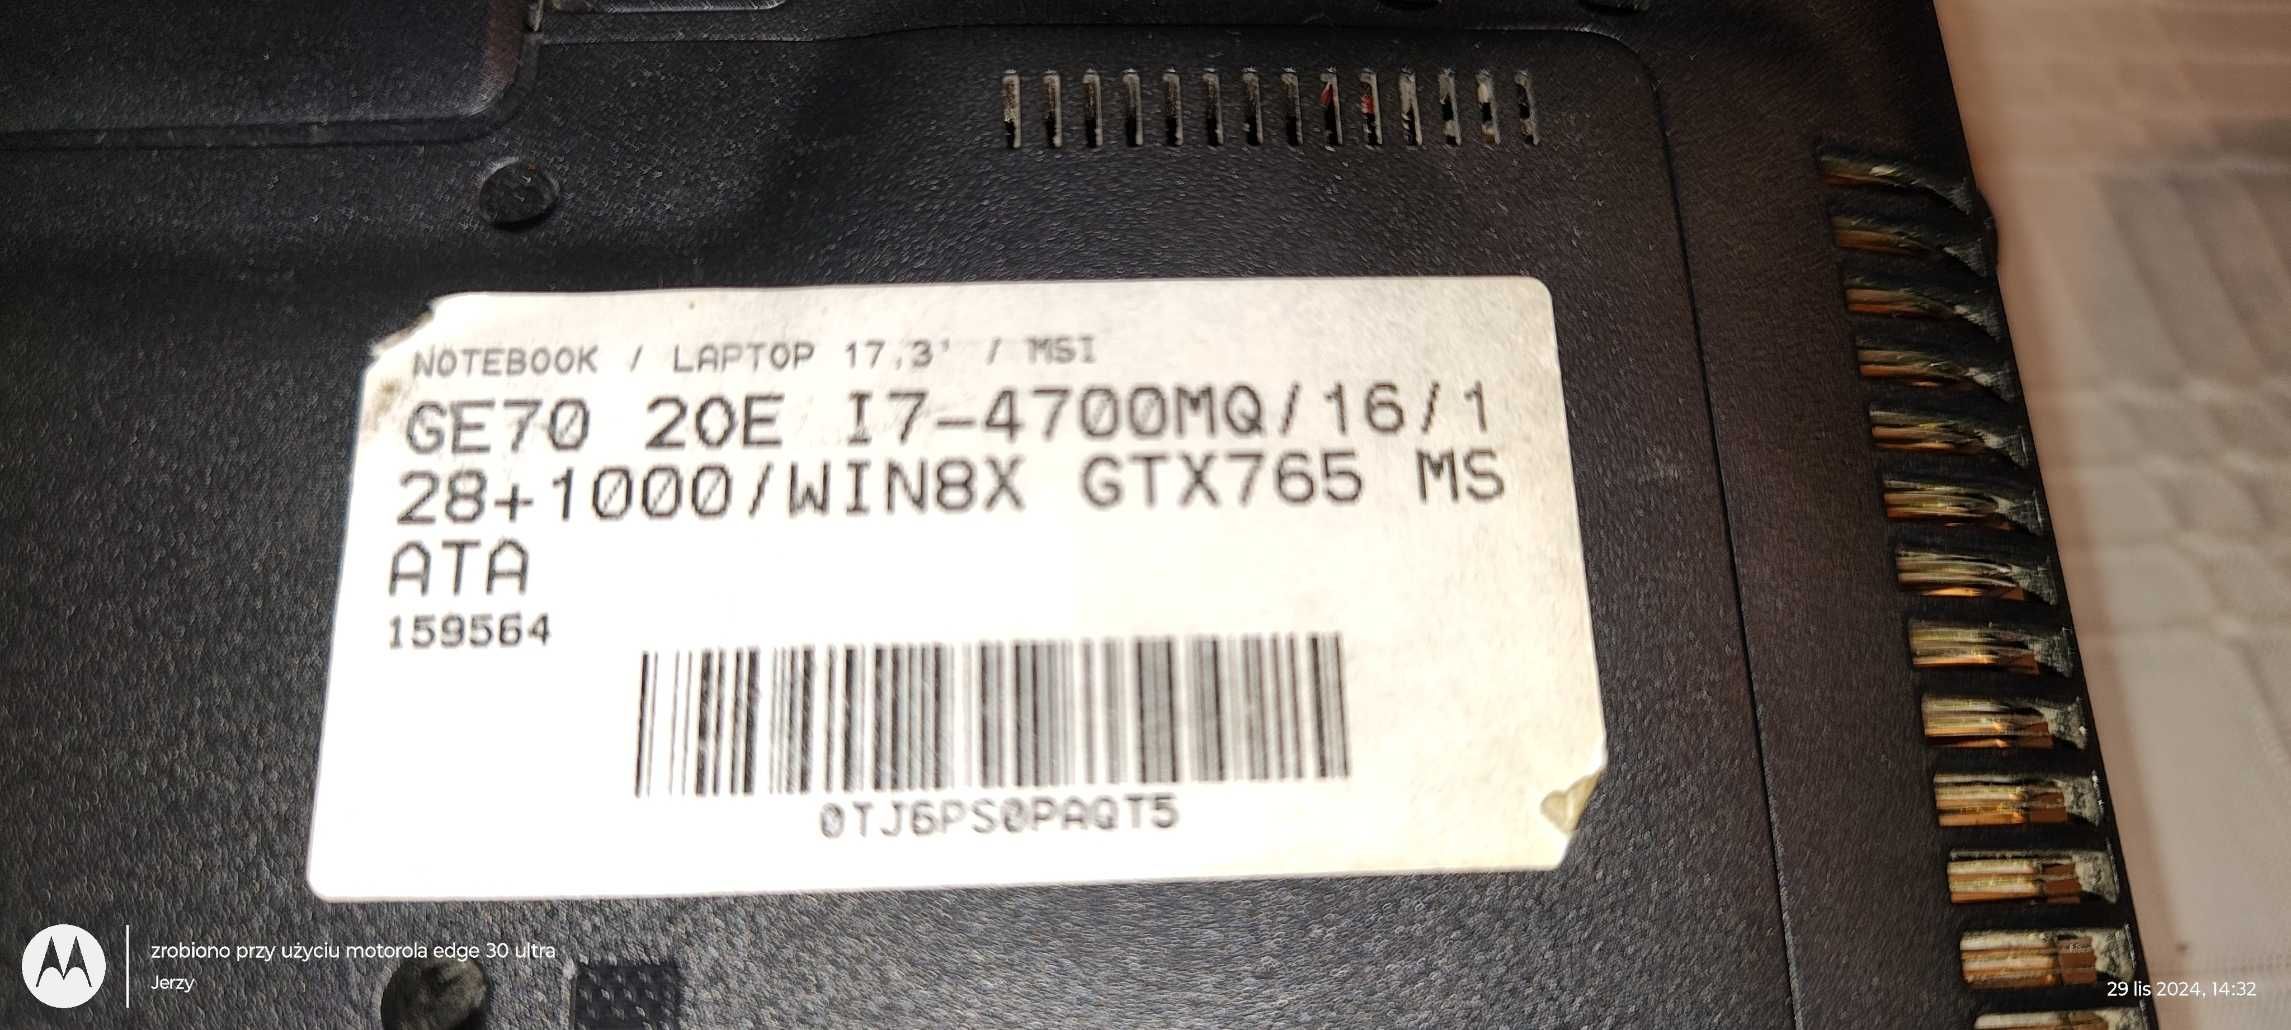 NOTEBOOK / LAPTOP 17.3' / MSI
GE70 2OE I7-4700MQ/16/1
28+1000/WIN8X GTX765 MS
ATA
159564
0TJ6PS0PAQT5
zrobiono przy użyciu motorola edge 30 ultra
Jerzy
29 lis 2024, 14:32